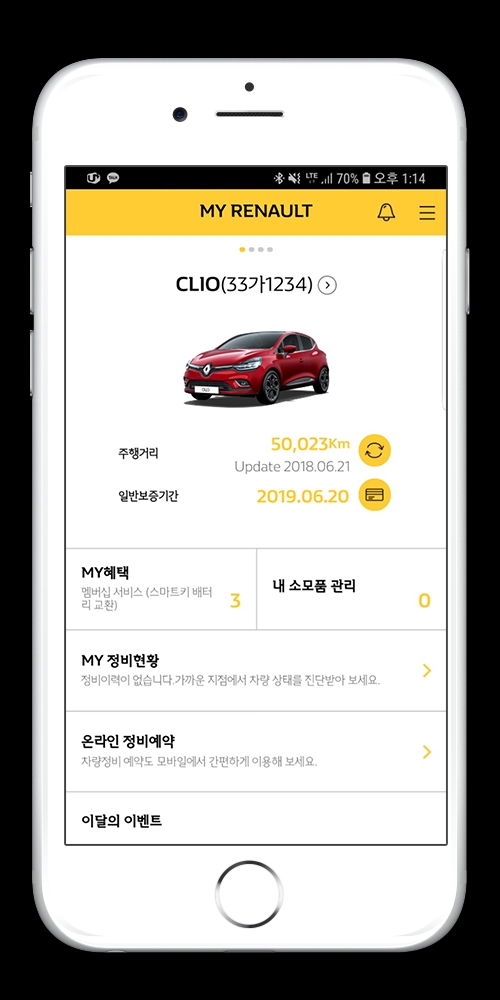 LTE 70% 오후 1:14
MY RENAULT
CLIO(33가1234)
CLIO
주행거리
50,023Km
Update 2018.06.21
일반보증기간
2019.06.20
MY혜택
멤버십 서비스 (스마트키 배터
리 교환)
3
내 소모품 관리
0
MY 정비현황
정비이력이 없습니다.가까운 지점에서 차량 상태를 진단받아 보세요.
온라인 정비예약
차량정비 예약도 모바일에서 간편하게 이용해 보세요.
이달의 이벤트